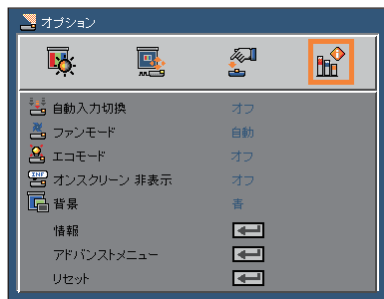 オプション
自動入力切換 オフ
ファンモード 自動
エコモード オフ
オンスクリーン 非表示 オフ
背景 青
情報
アドバンストメニュー
リセット